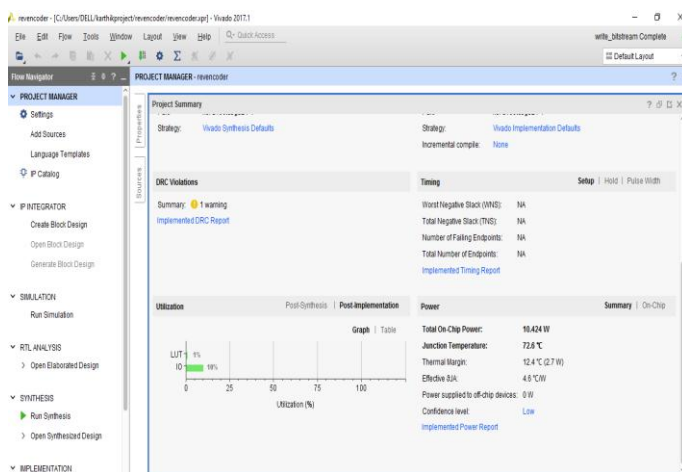 revencoder - [C:/Users/DELL/karthikproject/revencoder/revencoder.xpr] - Vivado 2017.1
File Edit Flow Tools Window Layout View Help Quick Access
write_bitstream Complete
Default Layout
Flow Navigator
PROJECT MANAGER - revencoder
PROJECT MANAGER
Settings
Add Sources
Language Templates
IP Catalog
IP INTEGRATOR
Create Block Design
Open Block Design
Generate Block Design
SIMULATION
Run Simulation
RTL ANALYSIS
Open Elaborated Design
SYNTHESIS
Run Synthesis
Open Synthesized Design
IMPLEMENTATION
Properties
Sources
Project Summary
Strategy: Vivado Synthesis Defaults
Strategy: Vivado Implementation Defaults
Incremental compile: None
DRC Violations
Summary: 1 warning
Implemented DRC Report
Timing
Setup | Hold | Pulse Width
Worst Negative Slack (WNS): NA
Total Negative Slack (TNS): NA
Number of Failing Endpoints: NA
Total Number of Endpoints: NA
Implemented Timing Report
Utilization
Post-Synthesis | Post-Implementation
Graph | Table
LUT 1%
IO 10%
0 25 50 75 100
Utilization (%)
Power
Summary | On-Chip
Total On-Chip Power: 10.424 W
Junction Temperature: 72.6 °C
Thermal Margin: 12.4 °C (2.7 W)
Effective ϑJA: 4.6 °C/W
Power supplied to off-chip devices: 0 W
Confidence level: Low
Implemented Power Report